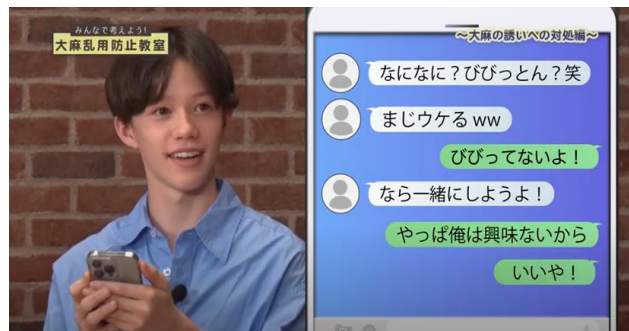 みんなで考えよう!
大麻乱用防止教室
～大麻の誘いへの対処編～
なになに?びびっとん?笑
まじウケるww
びびってないよ!
なら一緒にしようよ!
やっぱ俺は興味ないから
いいや!